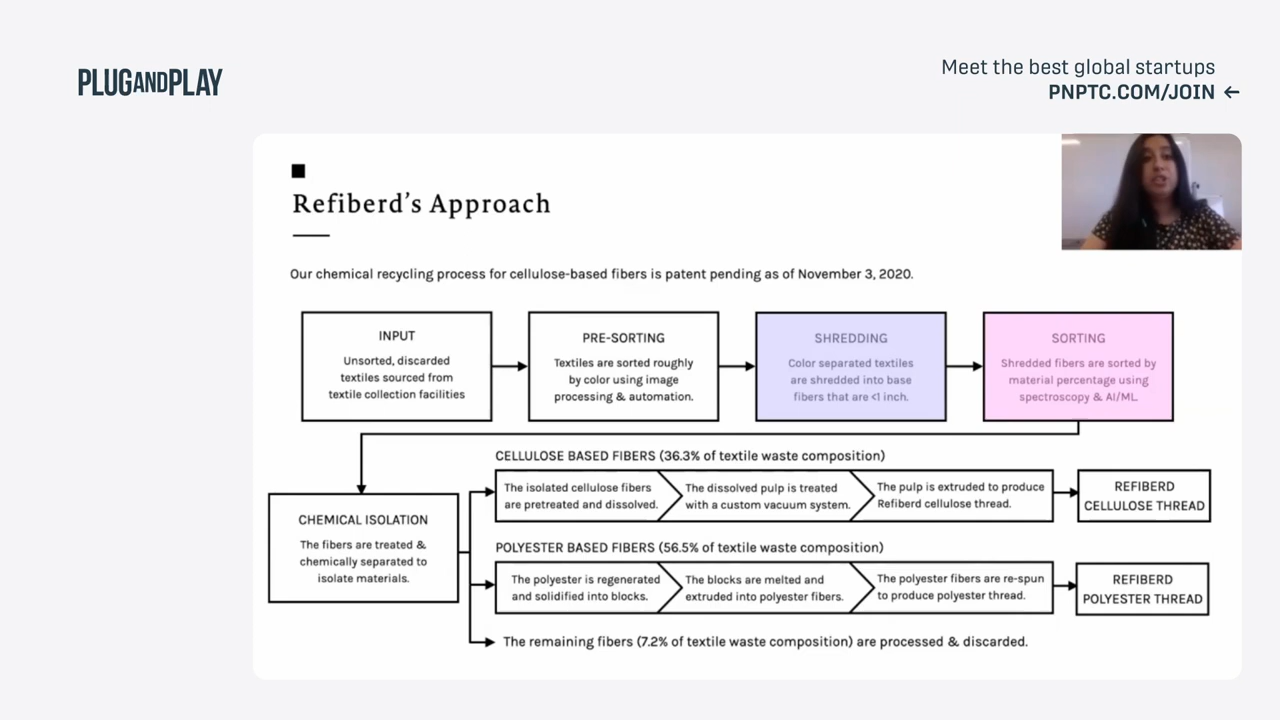 PLUGANDPLAY
Meet the best global startups
PNPTC.COM/JOIN ←
Refiberd's Approach
Our chemical recycling process for cellulose-based fibers is patent pending as of November 3, 2020.
INPUT
Unsorted, discarded
textiles sourced from
textile collection facilities
PRE-SORTING
Textiles are sorted roughly
by color using image
processing & automation.
SHREDDING
Color separated textiles
are shredded into base
fibers that are <1 inch.
SORTING
Shredded fibers are sorted by
material percentage using
spectroscopy & AI/ML.
CHEMICAL ISOLATION
The fibers are treated &
chemically separated to
isolate materials.
CELLULOSE BASED FIBERS (36.3% of textile waste composition)
The isolated cellulose fibers
are pretreated and dissolved.
The dissolved pulp is treated
with a custom vacuum system.
The pulp is extruded to produce
Refiberd cellulose thread.
REFIBERD
CELLULOSE THREAD
POLYESTER BASED FIBERS (56.5% of textile waste composition)
The polyester is regenerated
and solidified into blocks.
The blocks are melted and
extruded into polyester fibers.
The polyester fibers are re-spun
to produce polyester thread.
REFIBERD
POLYESTER THREAD
The remaining fibers (7.2% of textile waste composition) are processed & discarded.